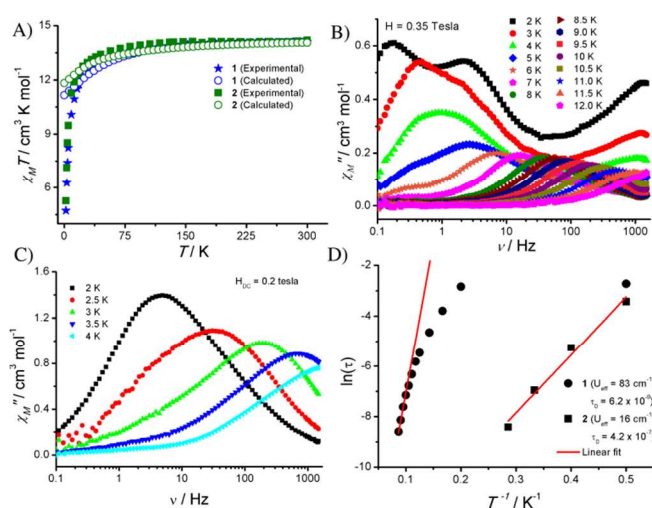 A)
χMT / cm³ K mol⁻¹
16
14
12
10
8
6
1 (Experimental)
1 (Calculated)
2 (Experimental)
2 (Calculated)
0 75 150 225 300
T / K
B)
χM'' / cm³ mol⁻¹
0.6
0.4
0.2
0.0
H = 0.35 Tesla
2 K 8.5 K
3 K 9.0 K
4 K 9.5 K
5 K 10 K
6 K 10.5 K
7 K 11.0 K
8 K 11.5 K
12.0 K
0.1 1 10 100 1000
ν / Hz
C)
χM'' / cm³ mol⁻¹
1.6
1.2
0.8
0.4
0.0
2 K
2.5 K
3 K
3.5 K
4 K
HDC = 0.2 tesla
0.1 1 10 100 1000
ν / Hz
D)
ln(τ)
-2
-4
-6
-8
-10
1 (Ueff = 83 cm⁻¹
τ0 = 6.2 x 10⁻⁹
2 (Ueff = 16 cm⁻¹
τ0 = 4.2 x 10⁻⁷
Linear fit
0.1 0.2 0.3 0.4 0.5
T⁻¹ / K⁻¹